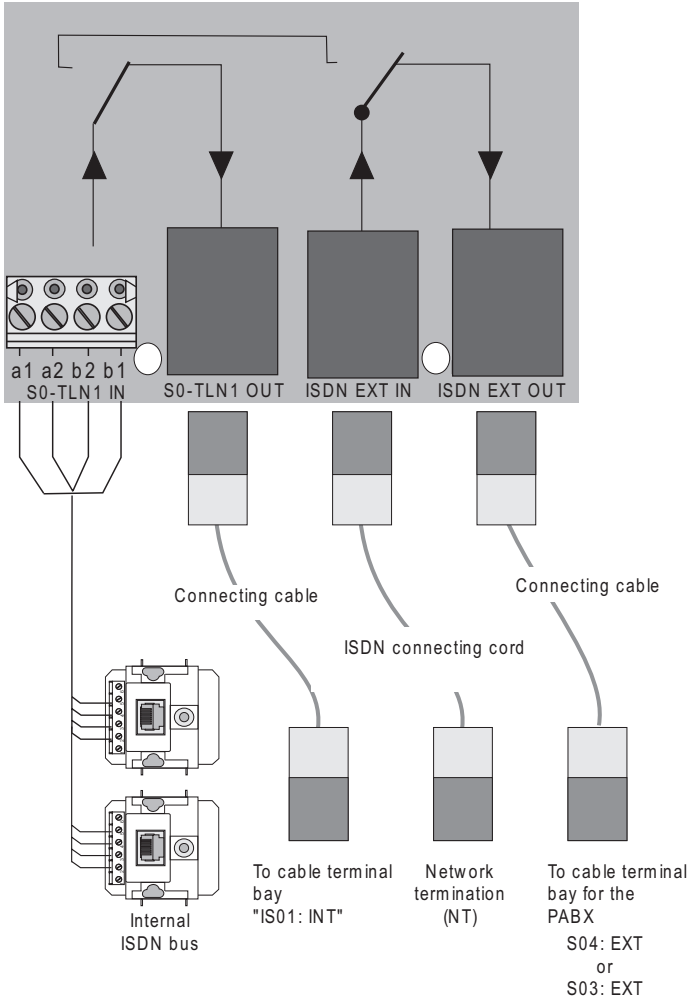 a1 a2 b2 b1
S0-TLN1 IN
S0-TLN1 OUT
ISDN EXT IN
ISDN EXT OUT
Connecting cable
Connecting cable
ISDN connecting cord
To cable terminal
bay
"IS01: INT"
Network
termination
(NT)
To cable terminal
bay for the
PABX
S04: EXT
or
S03: EXT
Internal
ISDN bus